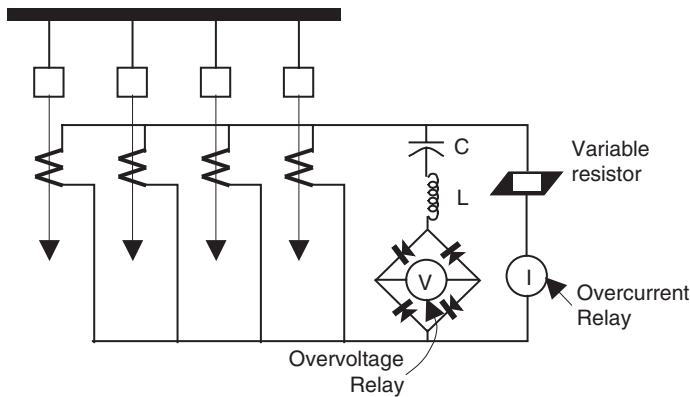 C
Variable
resistor
L
V
I
Overcurrent
Relay
Overvoltage
Relay